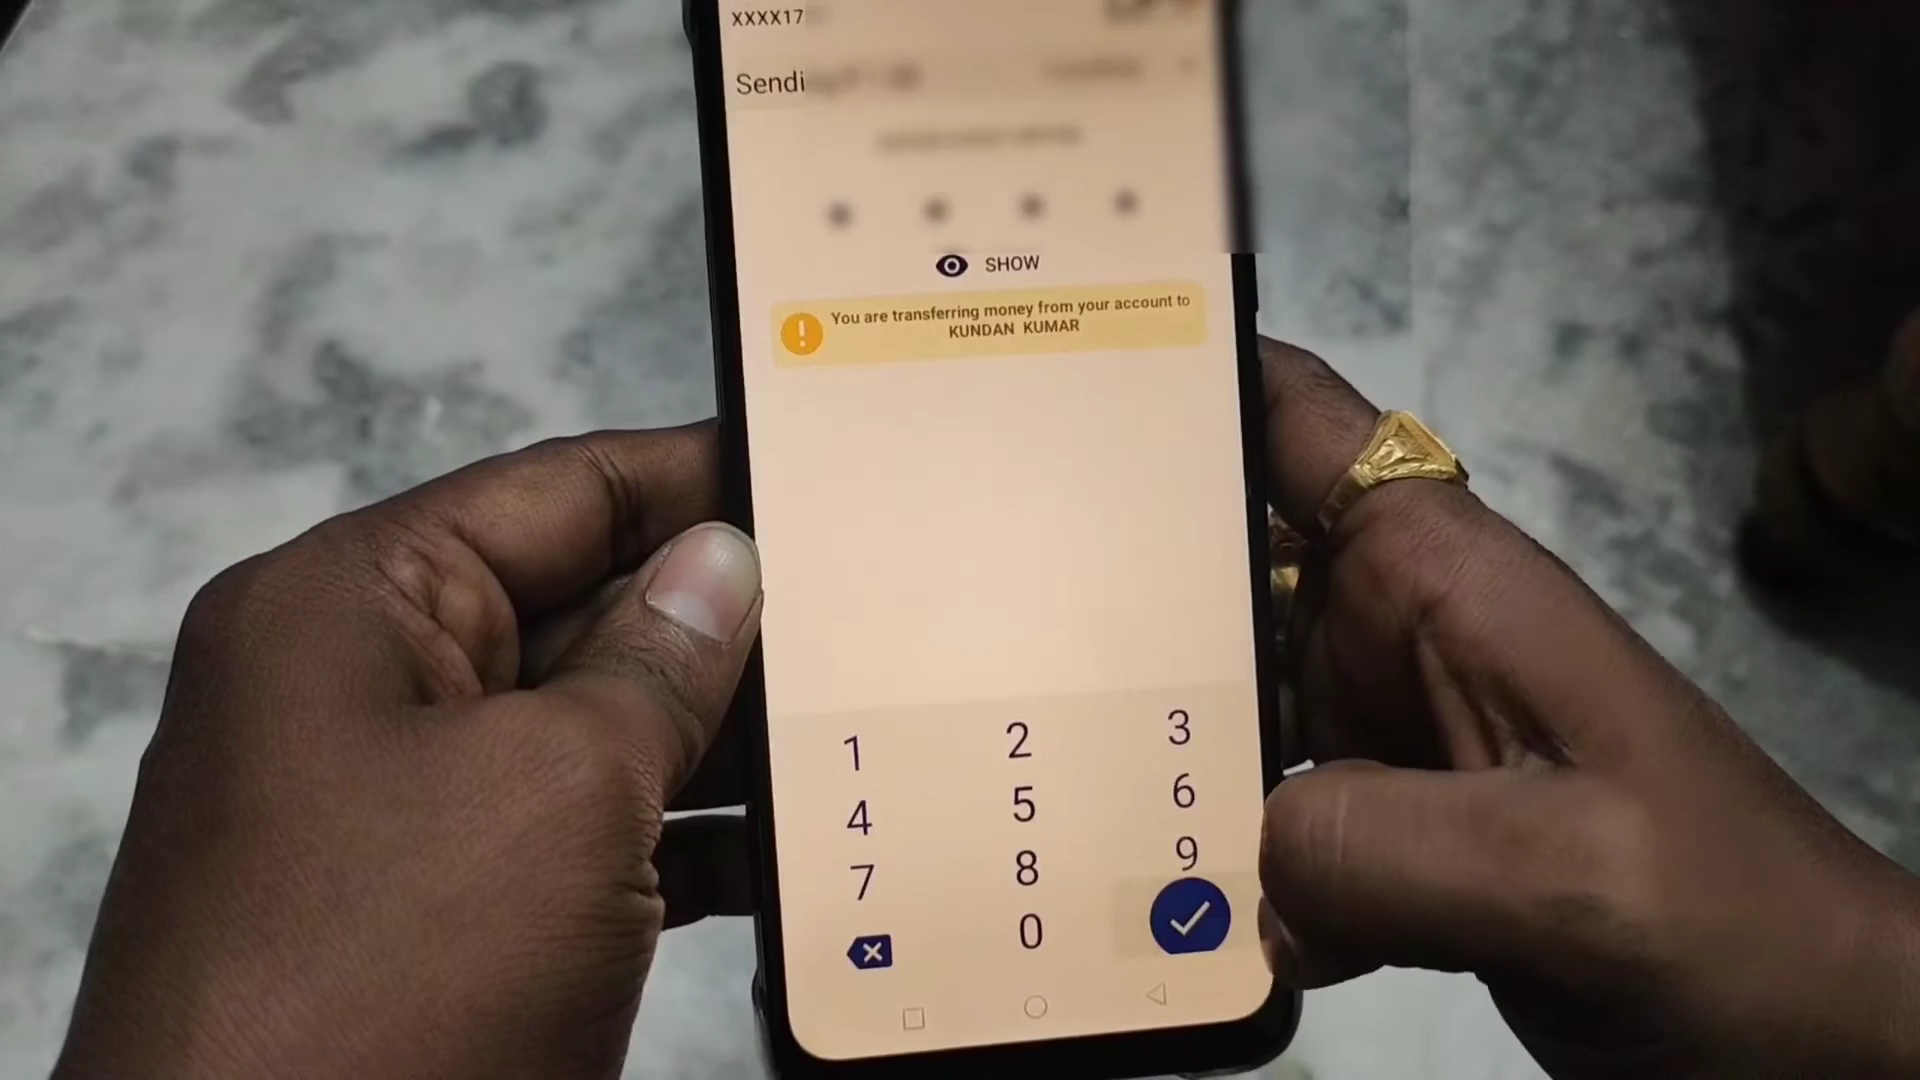 XXXX17
Sendi
SHOW
You are transferring money from your account to
KUNDAN KUMAR
1 2 3
4 5 6
7 8 9
0